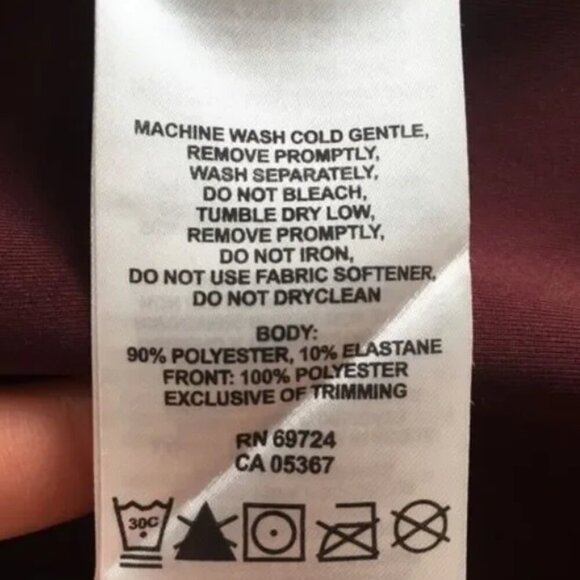 MACHINE WASH COLD GENTLE,
REMOVE PROMPTLY,
WASH SEPARATELY,
DO NOT BLEACH,
TUMBLE DRY LOW,
REMOVE PROMPTLY,
DO NOT IRON,
DO NOT USE FABRIC SOFTENER,
DO NOT DRYCLEAN
BODY:
90% POLYESTER, 10% ELASTANE
FRONT: 100% POLYESTER
EXCLUSIVE OF TRIMMING
RN 69724
CA 05367
30C